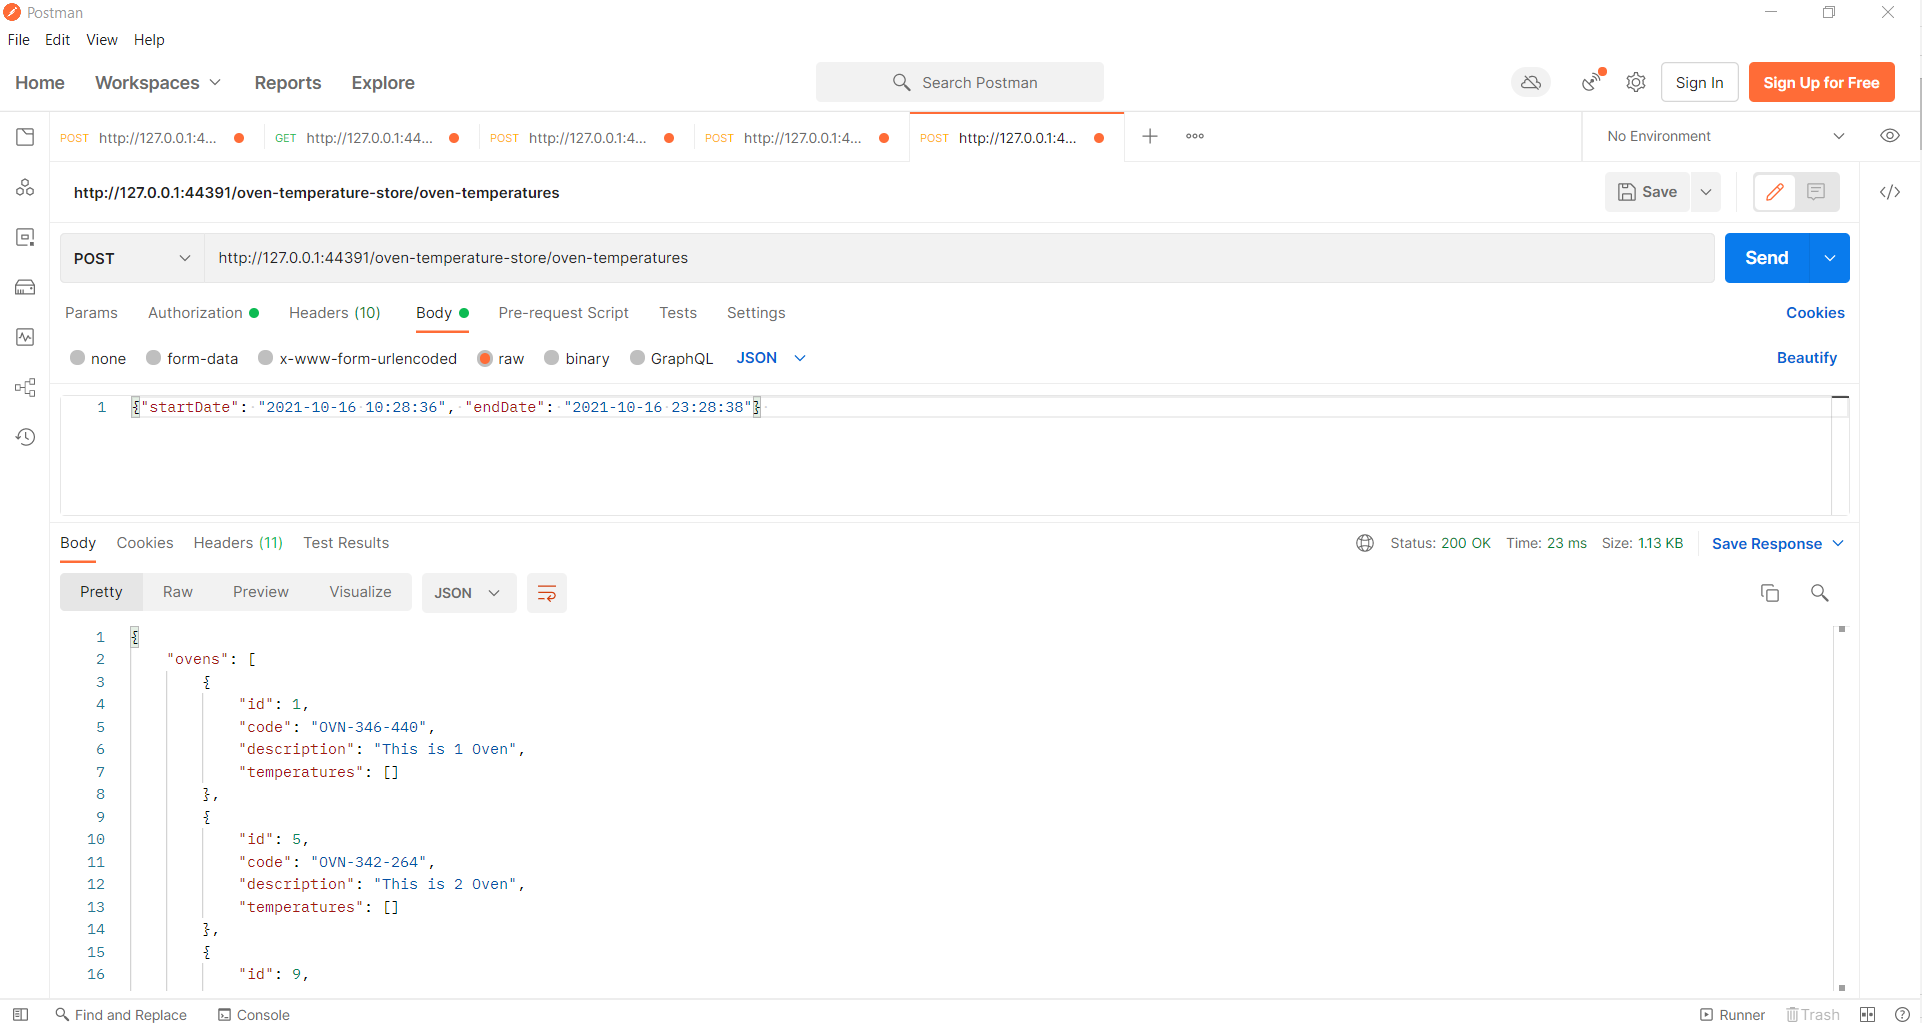 Postman
File Edit View Help
Home Workspaces Reports Explore Search Postman Sign In Sign Up for Free
POST http://127.0.0.1:4... GET http://127.0.0.1:44... POST http://127.0.0.1:4... POST http://127.0.0.1:4... POST http://127.0.0.1:4... No Environment
http://127.0.0.1:44391/oven-temperature-store/oven-temperatures Save
POST http://127.0.0.1:44391/oven-temperature-store/oven-temperatures Send
Params Authorization Headers (10) Body Pre-request Script Tests Settings Cookies
none form-data x-www-form-urlencoded raw binary GraphQL JSON Beautify
1 {"startDate": "2021-10-16 10:28:36", "endDate": "2021-10-16 23:28:38"}
Body Cookies Headers (11) Test Results Status: 200 OK Time: 23 ms Size: 1.13 KB Save Response
Pretty Raw Preview Visualize JSON
1 {
2 "ovens": [
3 {
4 "id": 1,
5 "code": "OVN-346-440",
6 "description": "This is 1 Oven",
7 "temperatures": []
8 },
9 {
10 "id": 5,
11 "code": "OVN-342-264",
12 "description": "This is 2 Oven",
13 "temperatures": []
14 },
15 {
16 "id": 9,
Find and Replace Console Runner Trash